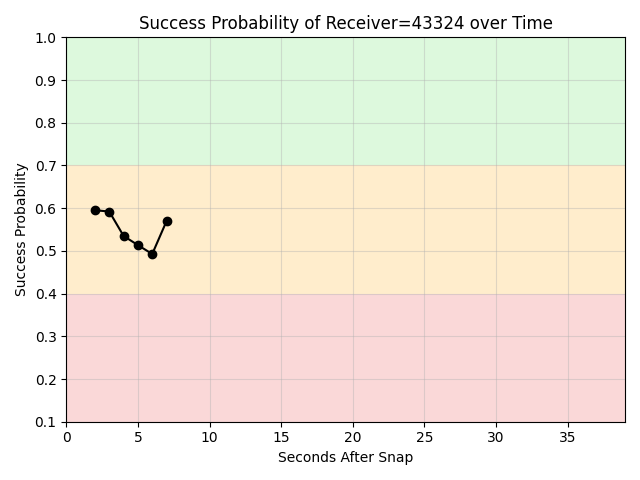 Success Probability of Receiver=43324 over Time
1.0
0.9
0.8
0.7
0.6
0.5
0.4
0.3
0.2
0.1
Success Probability
0 5 10 15 20 25 30 35
Seconds After Snap